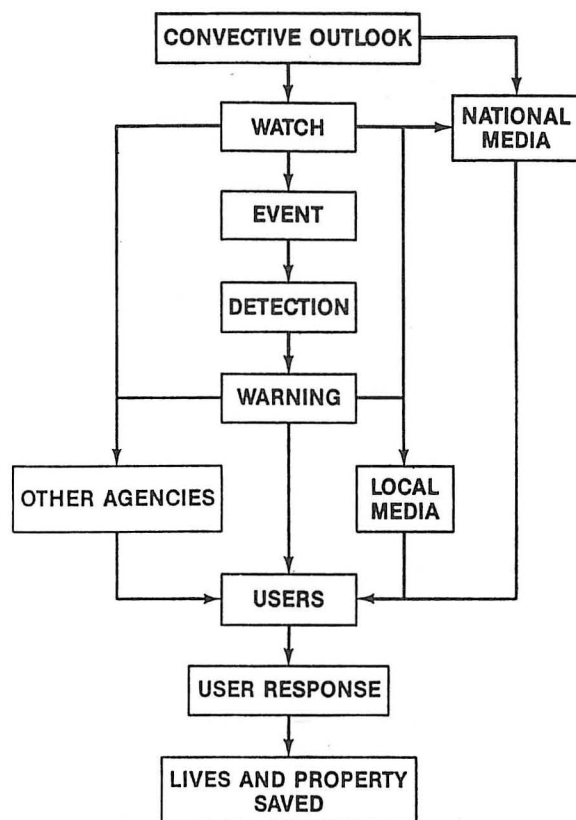 CONVECTIVE OUTLOOK
NATIONAL
MEDIA
WATCH
EVENT
DETECTION
WARNING
OTHER AGENCIES
LOCAL
MEDIA
USERS
USER RESPONSE
LIVES AND PROPERTY
SAVED